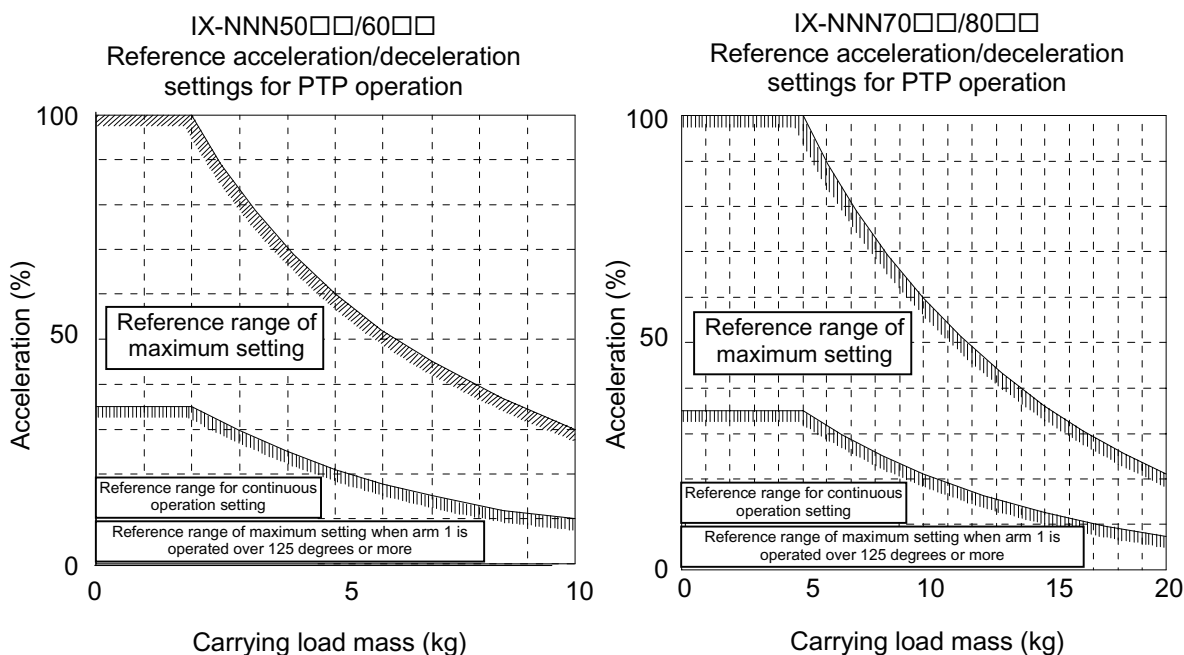 IX-NNN50□□/60□□
Reference acceleration/deceleration
settings for PTP operation
100
50
0
Acceleration (%)
Reference range of
maximum setting
Reference range for continuous
operation setting
Reference range of maximum setting when arm 1 is
operated over 125 degrees or more
0
5
10
Carrying load mass (kg)
IX-NNN70□□/80□□
Reference acceleration/deceleration
settings for PTP operation
100
50
0
Acceleration (%)
Reference range of
maximum setting
Reference range for continuous
operation setting
Reference range of maximum setting when arm 1 is
operated over 125 degrees or more
0
5
10
15
20
Carrying load mass (kg)